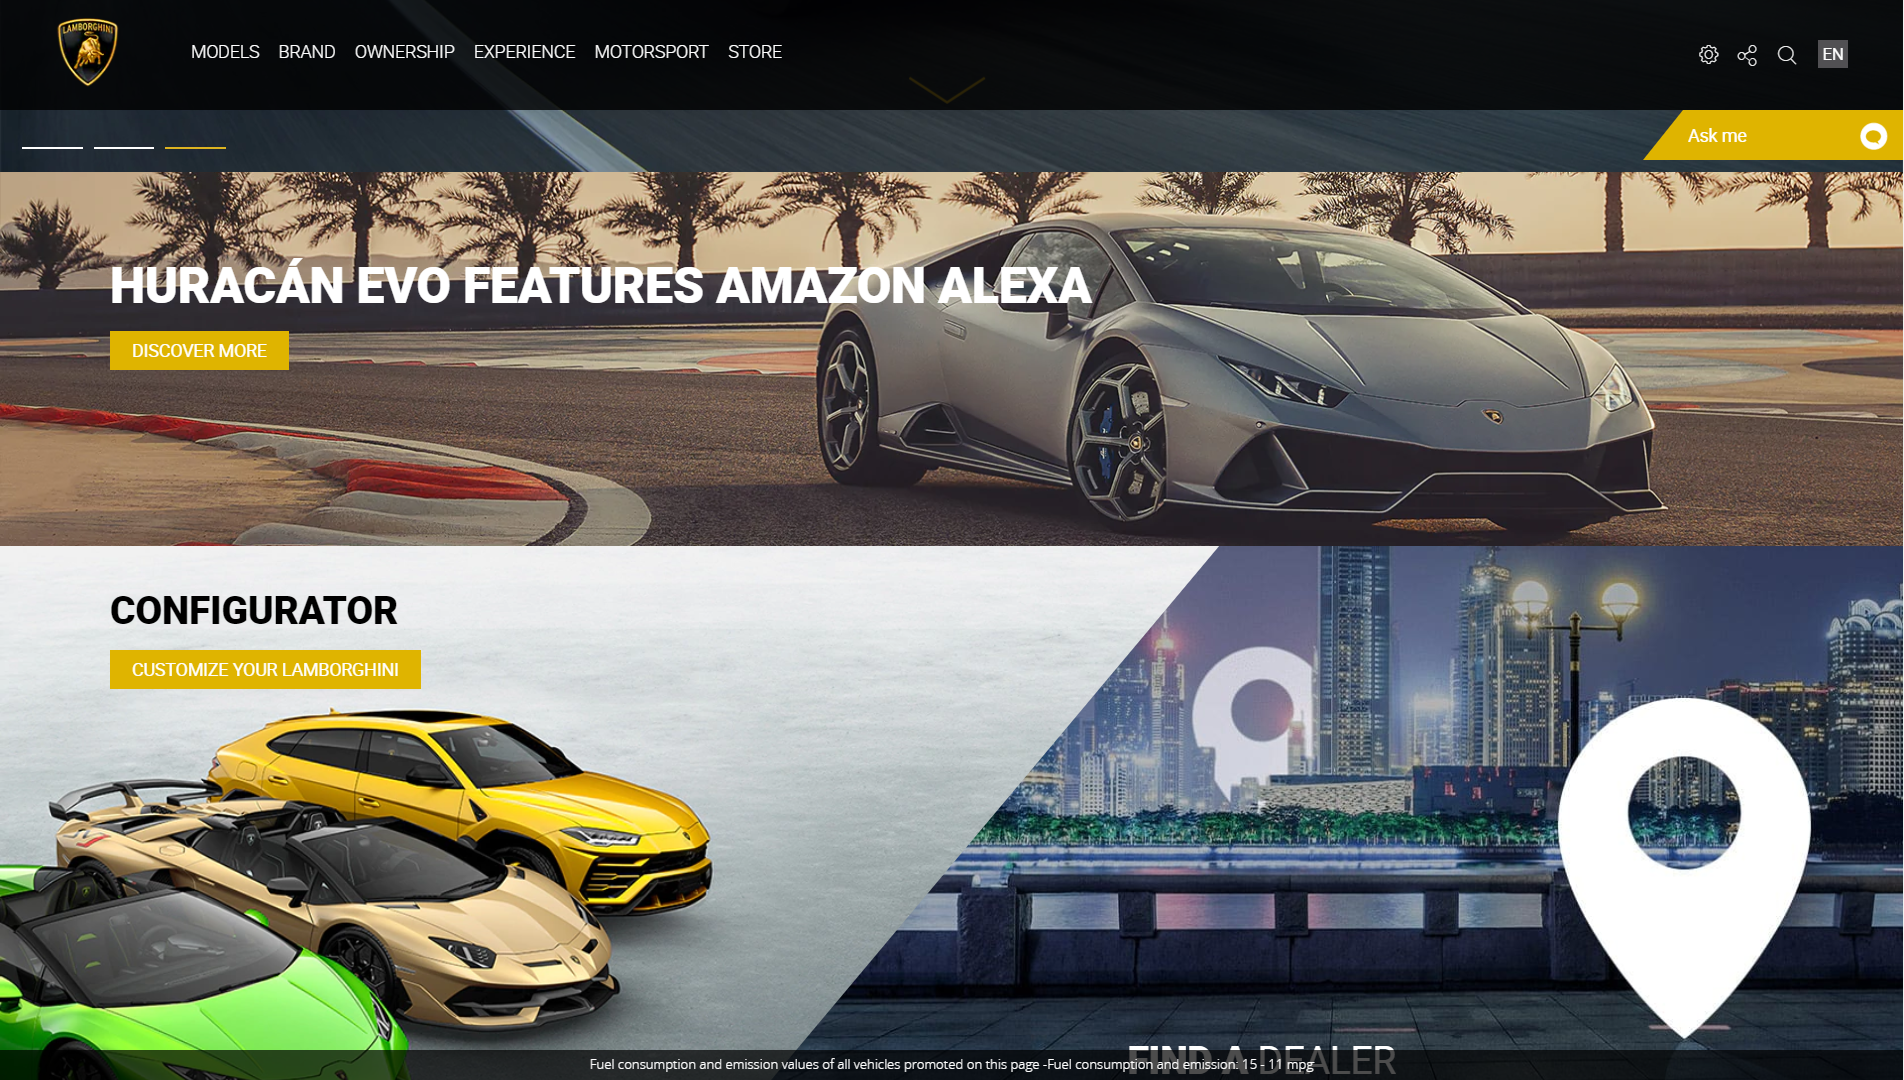 LAMBORGHINI
MODELS BRAND OWNERSHIP EXPERIENCE MOTORSPORT STORE
EN
Ask me
HURACÁN EVO FEATURES AMAZON ALEXA
DISCOVER MORE
CONFIGURATOR
CUSTOMIZE YOUR LAMBORGHINI
FIND A DEALER
Fuel consumption and emission values of all vehicles promoted on this page -Fuel consumption and emission: 15 - 11 mpg